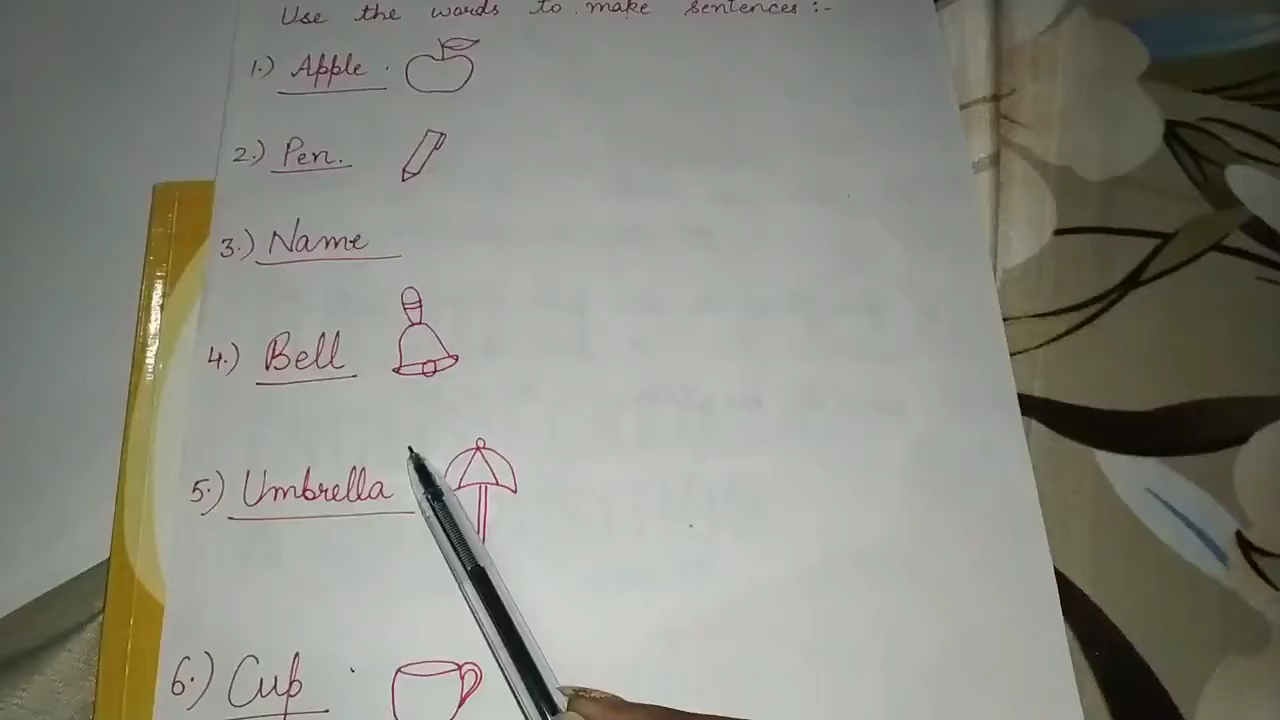 Use the words to make sentences :-
1.) Apple.
2.) Pen.
3.) Name
4.) Bell
5.) Umbrella
6.) Cup